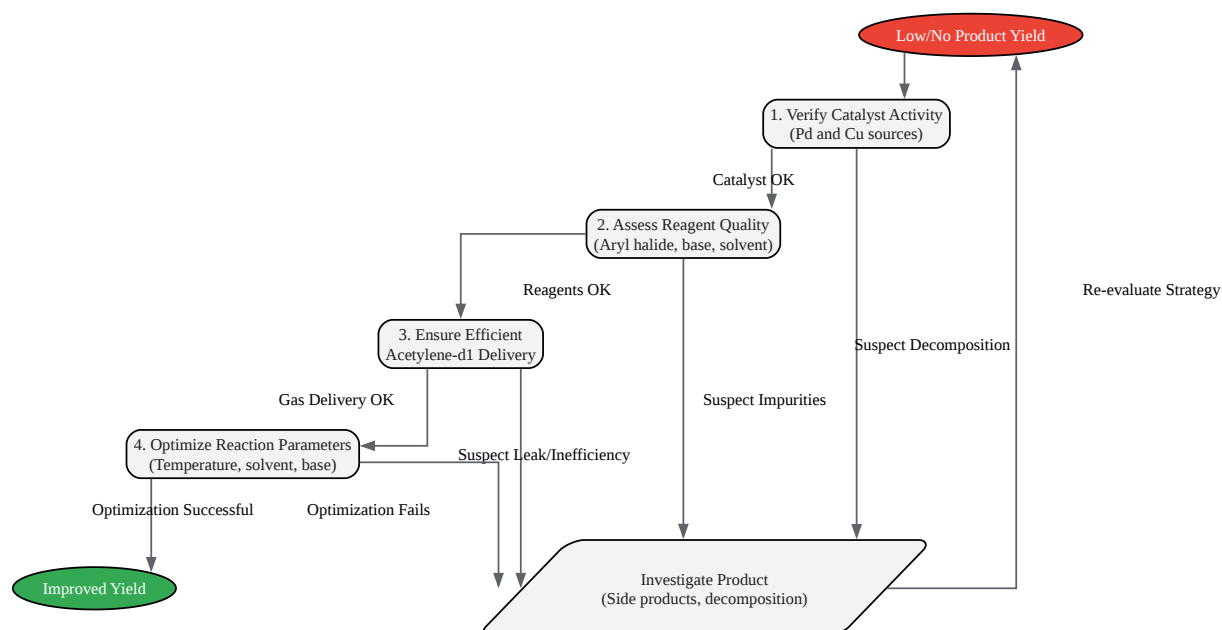 Low/No Product Yield
1. Verify Catalyst Activity
(Pd and Cu sources)
Catalyst OK
2. Assess Reagent Quality
(Aryl halide, base, solvent)
Reagents OK
Re-evaluate Strategy
3. Ensure Efficient
Acetylene-d1 Delivery
Suspect Decomposition
Gas Delivery OK
Suspect Impurities
4. Optimize Reaction Parameters
(Temperature, solvent, base)
Suspect Leak/Inefficiency
Optimization Successful
Optimization Fails
Improved Yield
Investigate Product
(Side products, decomposition)